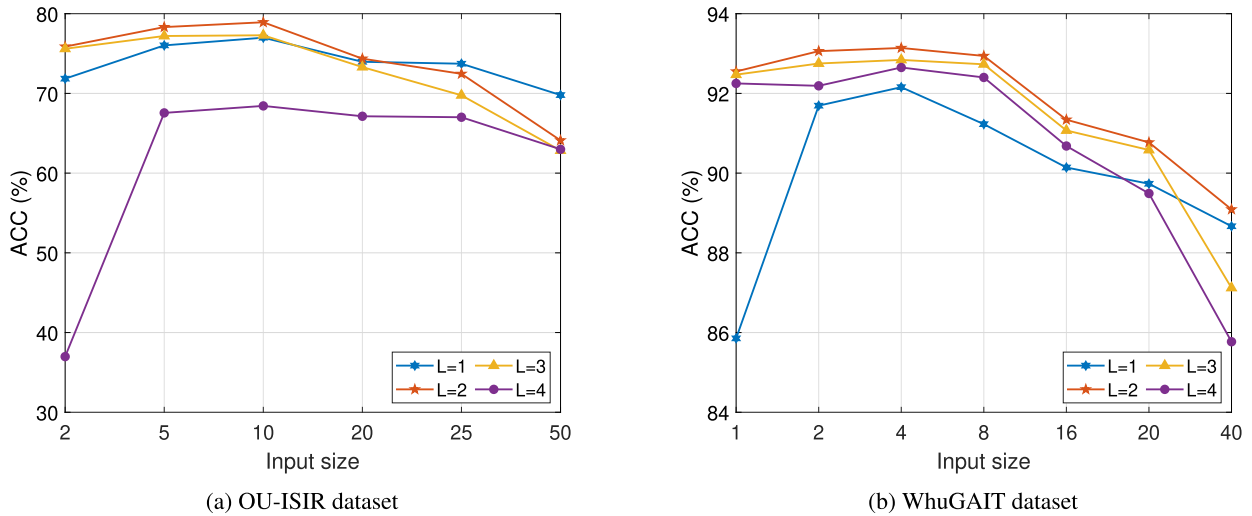 80
70
60
50
40
30
ACC (%)
2 5 10 20 25 50
Input size
L=1 L=3
L=2 L=4
(a) OU-ISIR dataset
94
92
90
88
86
84
ACC (%)
1 2 4 8 16 20 40
Input size
L=1 L=3
L=2 L=4
(b) WhuGAIT dataset